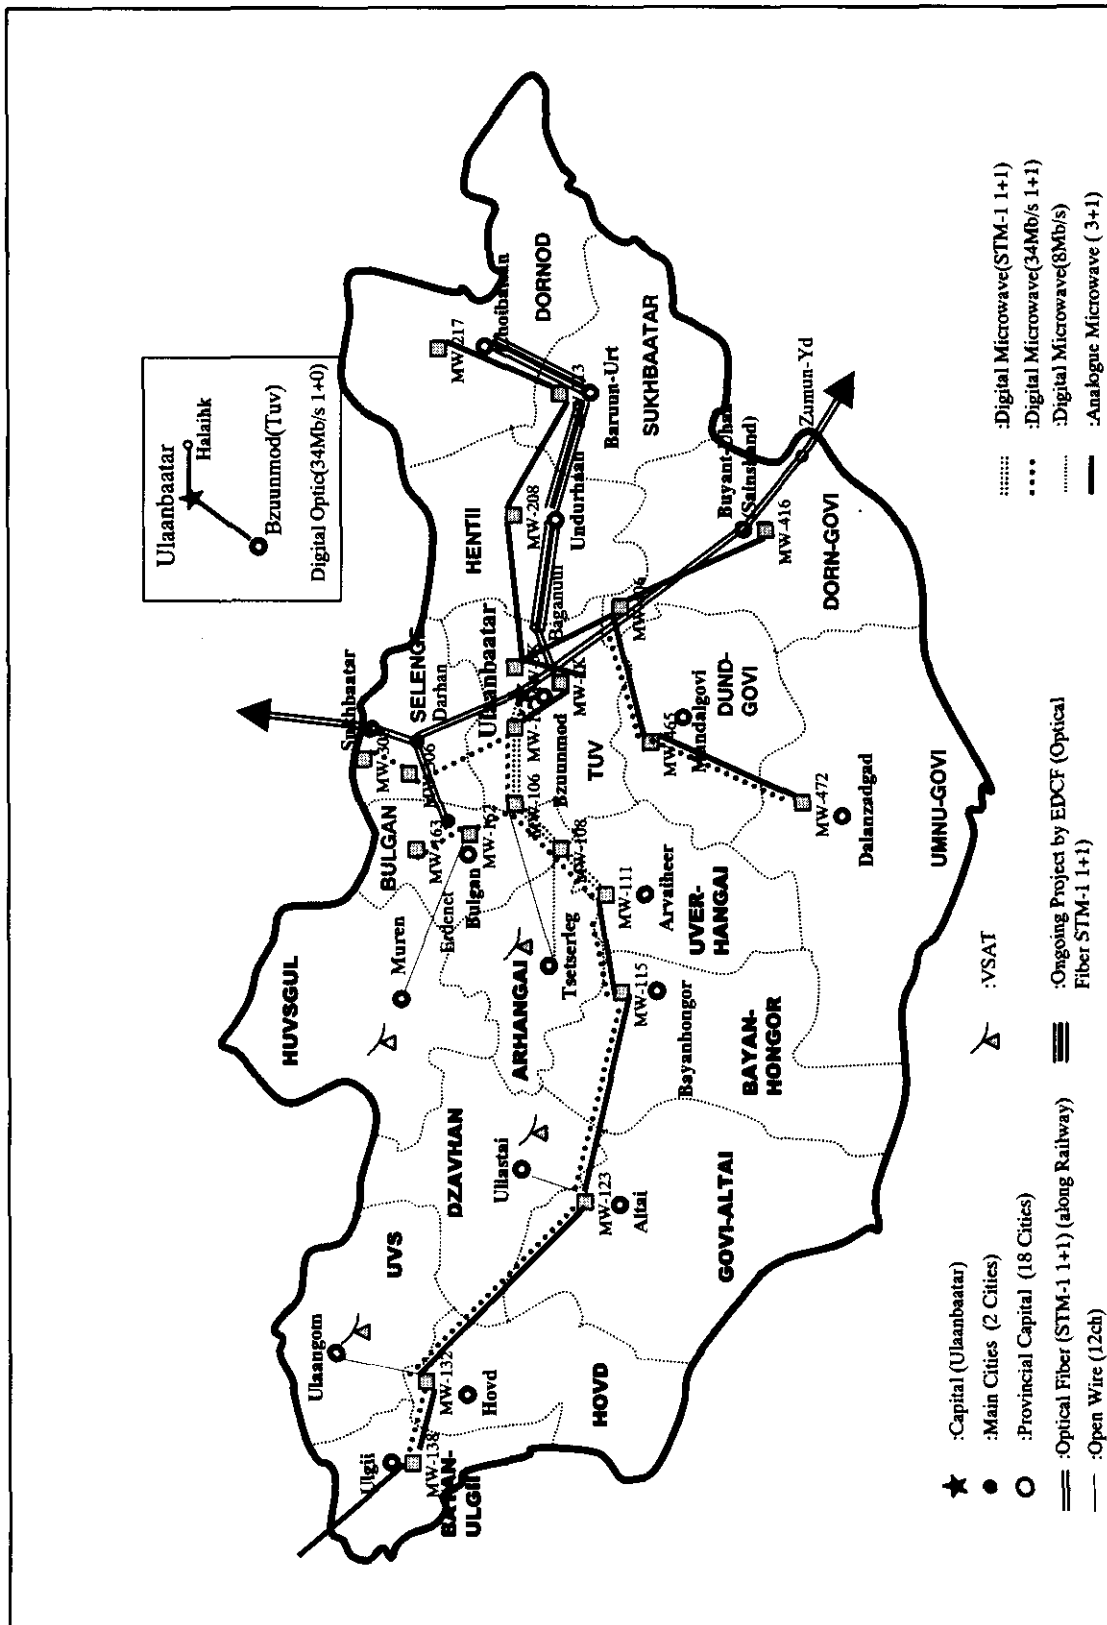 Ulaanbaatar
Halaihk
Bzuunmod(Tuv)
Digital Optic(34Mb/s 1+0)
HUVSGUL
BULGAN
SELENGE
Darhan
HENTII
DORNOD
MW-217
SUKHBAATAR
Baruun-Urt
MW-208
Undurhaan
Ulaanbaatar
MW-163
MW-162
MW-106
MW-108
Bzuunmod
TUV
Erdenet
Bulgan
Muren
ARHANGAI
Tsetserleg
DZAVHAN
Uliastai
UVS
Ulaangom
Ulgii
MW-138
MW-132
Hovd
HOVD
MW-123
Altai
GOVI-ALTAI
MW-115
Bayanhongor
BAYAN-
HONGOR
MW-111
Arvaiheer
UVER-
HANGAI
MW-465
Mandalgovi
DUND-
GOVI
MW-472
Dalanzadgad
UMNU-GOVI
DORN-GOVI
MW-416
(Sainshand)
Zumun-Yd
:Capital (Ulaanbaatar)
:Main Cities (2 Cities)
:Provincial Capital (18 Cities)
:Optical Fiber (STM-1 1+1) (along Railway)
:Open Wire (12ch)
:VSAT
:Ongoing Project by EDCF (Optical
Fiber STM-1 1+1)
:Digital Microwave(STM-1 1+1)
:Digital Microwave(34Mb/s 1+1)
:Digital Microwave(8Mb/s)
:Analogue Microwave ( 3+1)